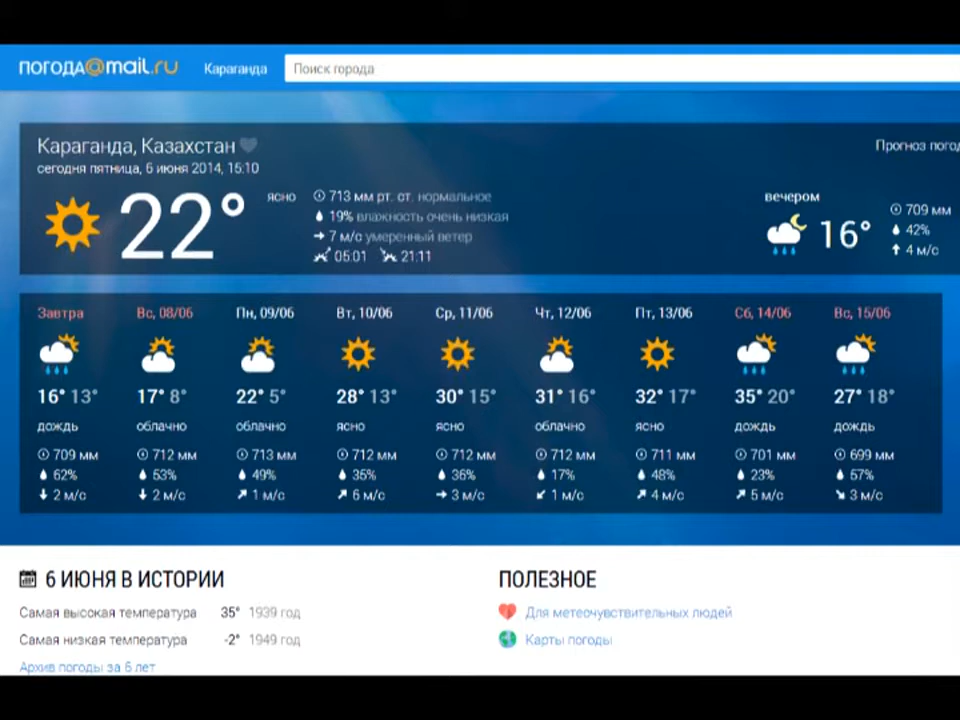 ПОГОДА@mail.ru Караганда Поиск города
Караганда, Казахстан
сегодня пятница, 6 июня 2014, 15:10
Прогноз пого
22° ясно
713 мм рт. ст. нормальное
19% влажность очень низкая
7 м/с умеренный ветер
05:01 21:11
вечером
16°
709 мм
42%
4 м/с
Завтра Вс, 08/06 Пн, 09/06 Вт, 10/06 Ср, 11/06 Чт, 12/06 Пт, 13/06 Сб, 14/06 Вс, 15/06
16° 13° 17° 8° 22° 5° 28° 13° 30° 15° 31° 16° 32° 17° 35° 20° 27° 18°
дождь облачно облачно ясно ясно облачно ясно дождь дождь
709 мм 712 мм 713 мм 712 мм 712 мм 712 мм 711 мм 701 мм 699 мм
62% 53% 49% 35% 36% 17% 48% 23% 57%
2 м/с 2 м/с 1 м/с 6 м/с 3 м/с 1 м/с 4 м/с 5 м/с 3 м/с
6 ИЮНЯ В ИСТОРИИ
Самая высокая температура 35° 1939 год
Самая низкая температура -2° 1949 год
Архив погоды за 6 лет
ПОЛЕЗНОЕ
Для метеочувствительных людей
Карты погоды